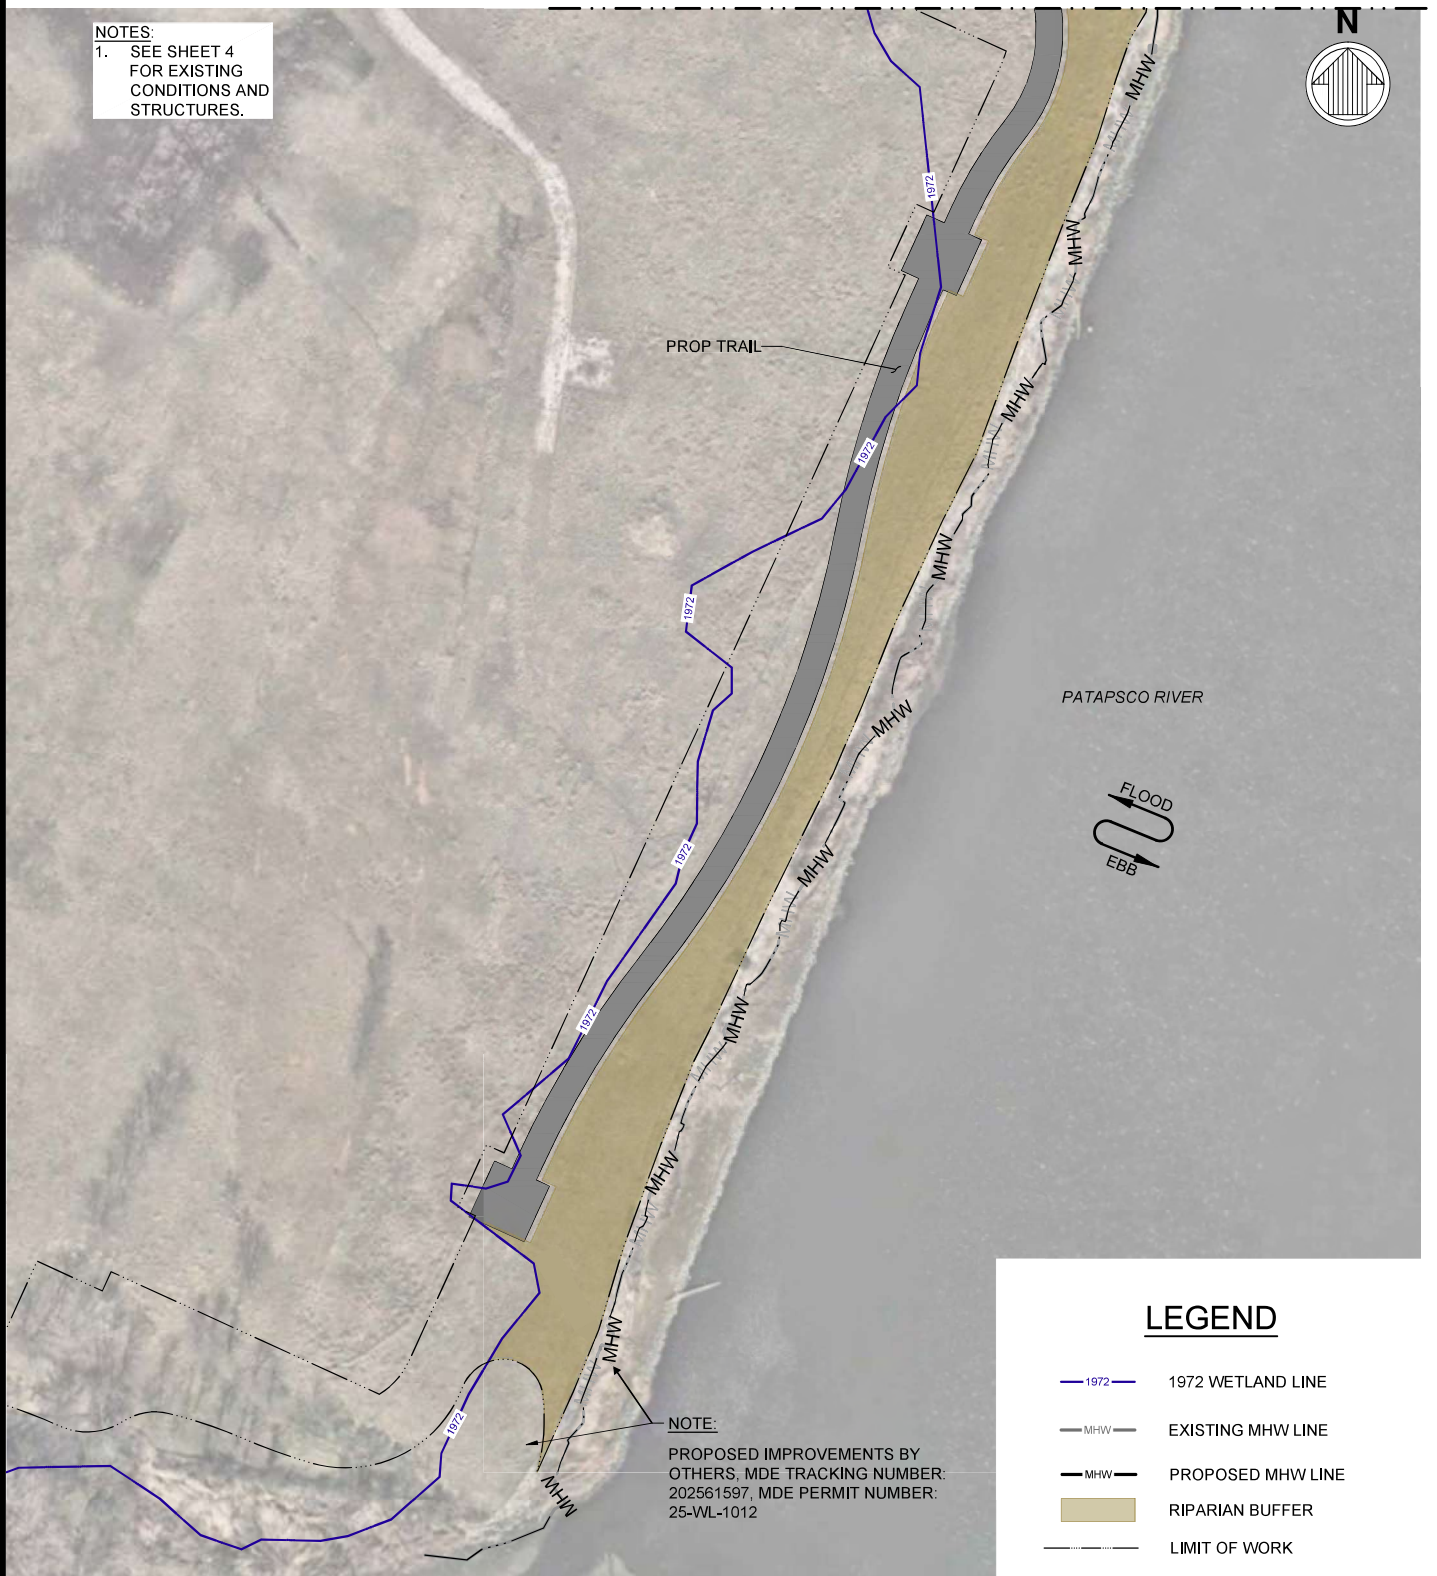 NOTES:
1. SEE SHEET 4
FOR EXISTING
CONDITIONS AND
STRUCTURES.
N
MHW
1972
MHW
PROP TRAIL
MHW
1972
MHW
1972
PATAPSCO RIVER
MHW
FLOOD
EBB
1972
MHW
MHW
1972
MHW
MHW
1972
MHW
NOTE:
PROPOSED IMPROVEMENTS BY
OTHERS, MDE TRACKING NUMBER:
202561597, MDE PERMIT NUMBER:
25-WL-1012
LEGEND
1972 1972 WETLAND LINE
MHW EXISTING MHW LINE
MHW PROPOSED MHW LINE
RIPARIAN BUFFER
LIMIT OF WORK